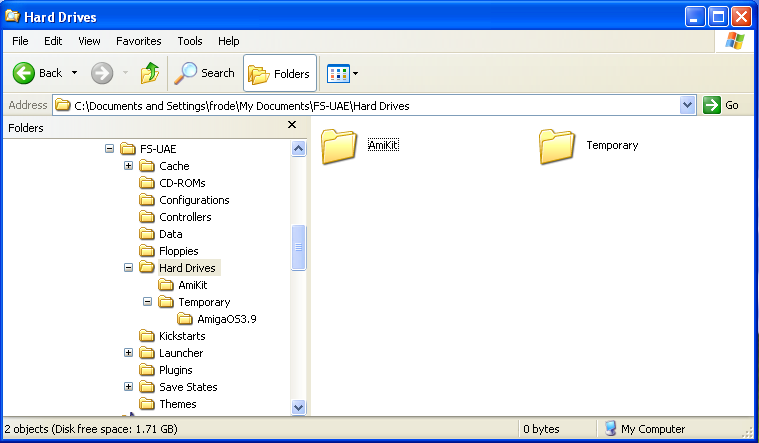 Hard Drives
File Edit View Favorites Tools Help
Back Search Folders
Address C:\Documents and Settings\frode\My Documents\FS-UAE\Hard Drives Go
Folders
FS-UAE
Cache
CD-ROMs
Configurations
Controllers
Data
Floppies
Hard Drives
AmiKit
Temporary
AmigaOS3.9
Kickstarts
Launcher
Plugins
Save States
Themes
AmiKit Temporary
2 objects (Disk free space: 1.71 GB) 0 bytes My Computer